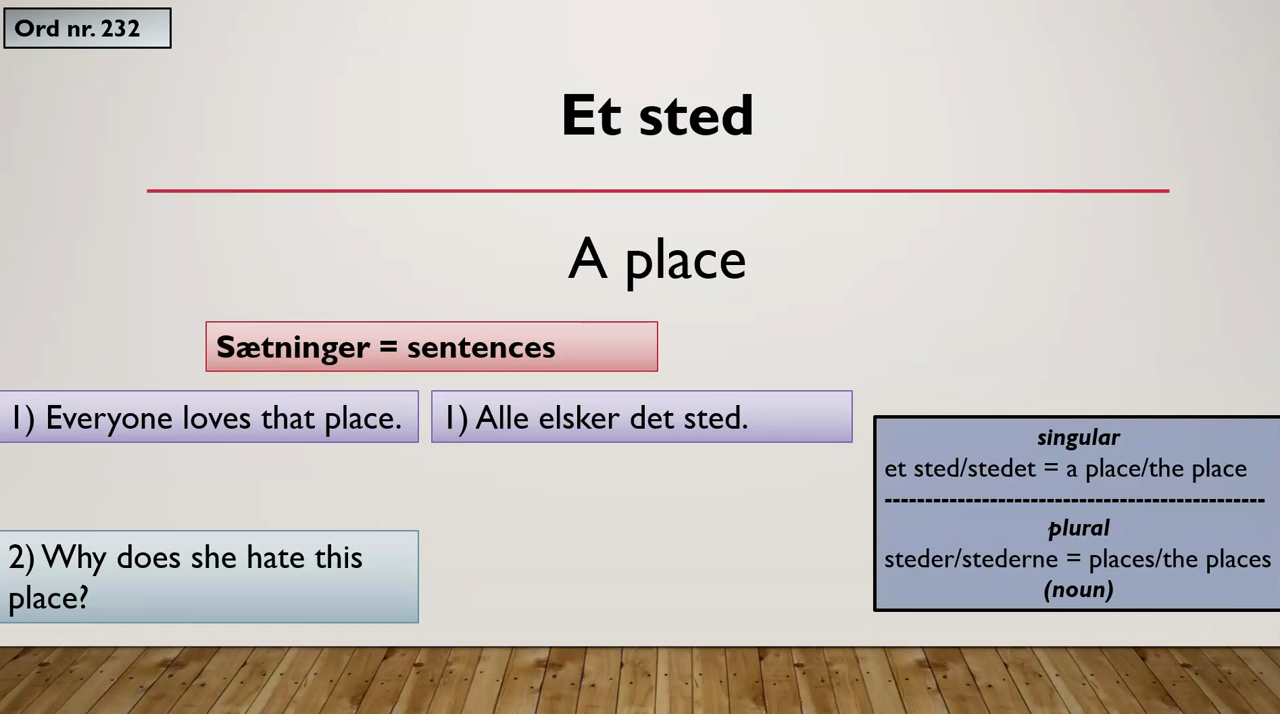 Ord nr. 232
Et sted
A place
Sætninger = sentences
1) Everyone loves that place.
1) Alle elsker det sted.
2) Why does she hate this
place?
singular
et sted/stedet = a place/the place
-----------------------------------------------
plural
steder/stederne = places/the places
(noun)